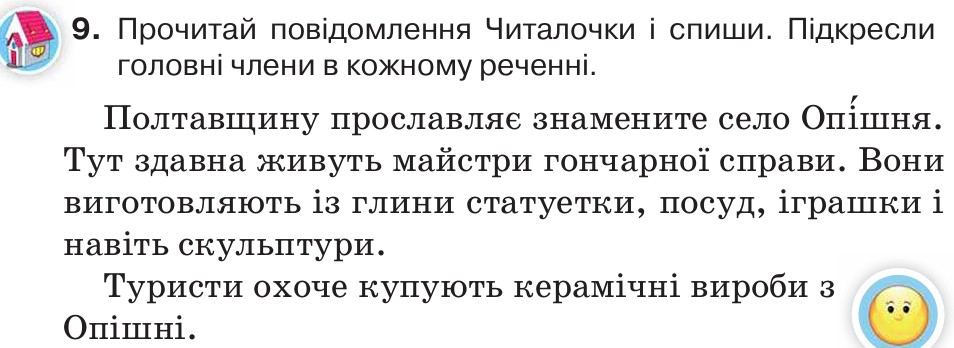 9. Прочитай повідомлення Читалочки і спиши. Підкресли
головні члени в кожному реченні.
Полтавщину прославляє знамените село Опі́шня.
Тут здавна живуть майстри гончарної справи. Вони
виготовляють із глини статуетки, посуд, іграшки і
навіть скульптури.
Туристи охоче купують керамічні вироби з
Опішні.